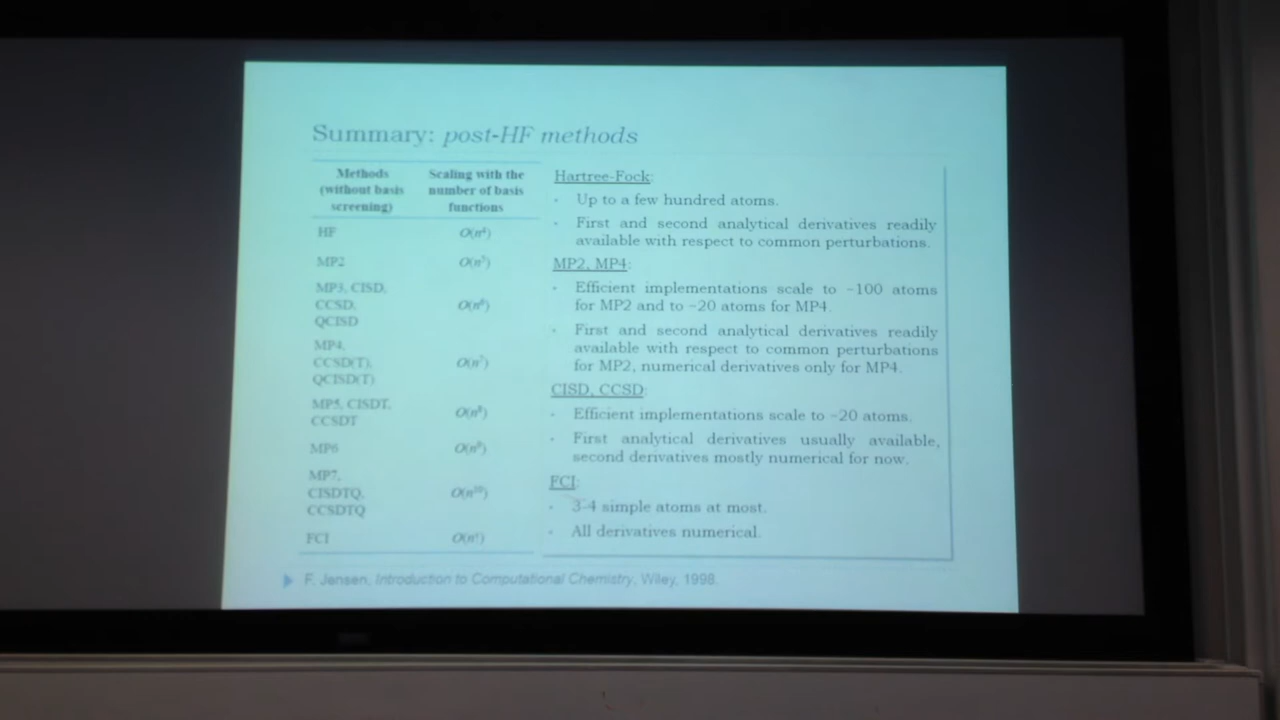 Summary: post-HF methods
Methods
(without basis
screening)
Scaling with the
number of basis
functions
HF
O(n⁴)
MP2
O(n⁵)
MP3, CISD,
CCSD,
QCISD
O(n⁶)
MP4,
CCSD(T),
QCISD(T)
O(n⁷)
MP5, CISDT,
CCSDT
O(n⁸)
MP6
O(n⁹)
MP7,
CISDTQ,
CCSDTQ
O(n¹⁰)
FCI
O(n!)
Hartree-Fock:
• Up to a few hundred atoms.
• First and second analytical derivatives readily
available with respect to common perturbations.
MP2, MP4:
• Efficient implementations scale to ~100 atoms
for MP2 and to ~20 atoms for MP4.
• First and second analytical derivatives readily
available with respect to common perturbations
for MP2, numerical derivatives only for MP4.
CISD, CCSD:
• Efficient implementations scale to ~20 atoms.
• First analytical derivatives usually available,
second derivatives mostly numerical for now.
FCI:
• 3-4 simple atoms at most.
• All derivatives numerical.
F. Jensen, Introduction to Computational Chemistry, Wiley, 1998.